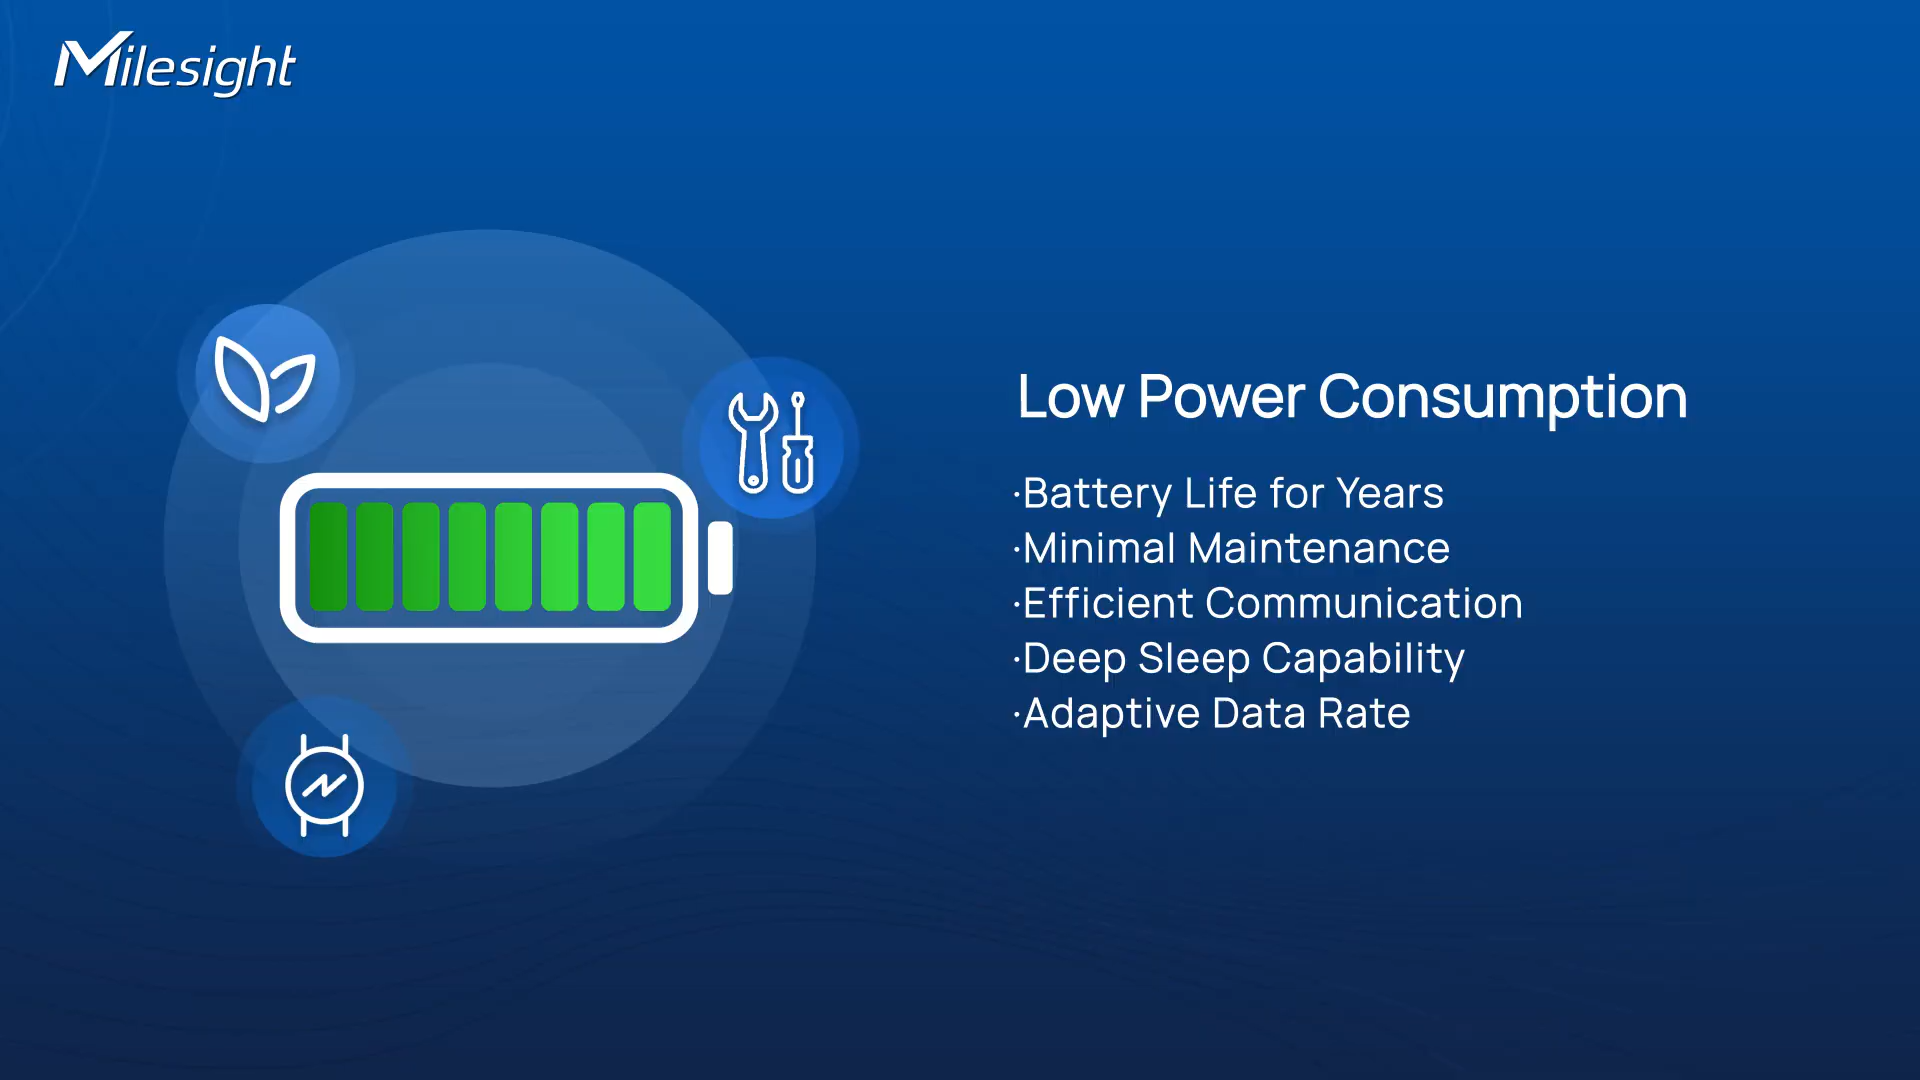 Milesight
Low Power Consumption
·Battery Life for Years
·Minimal Maintenance
·Efficient Communication
·Deep Sleep Capability
·Adaptive Data Rate